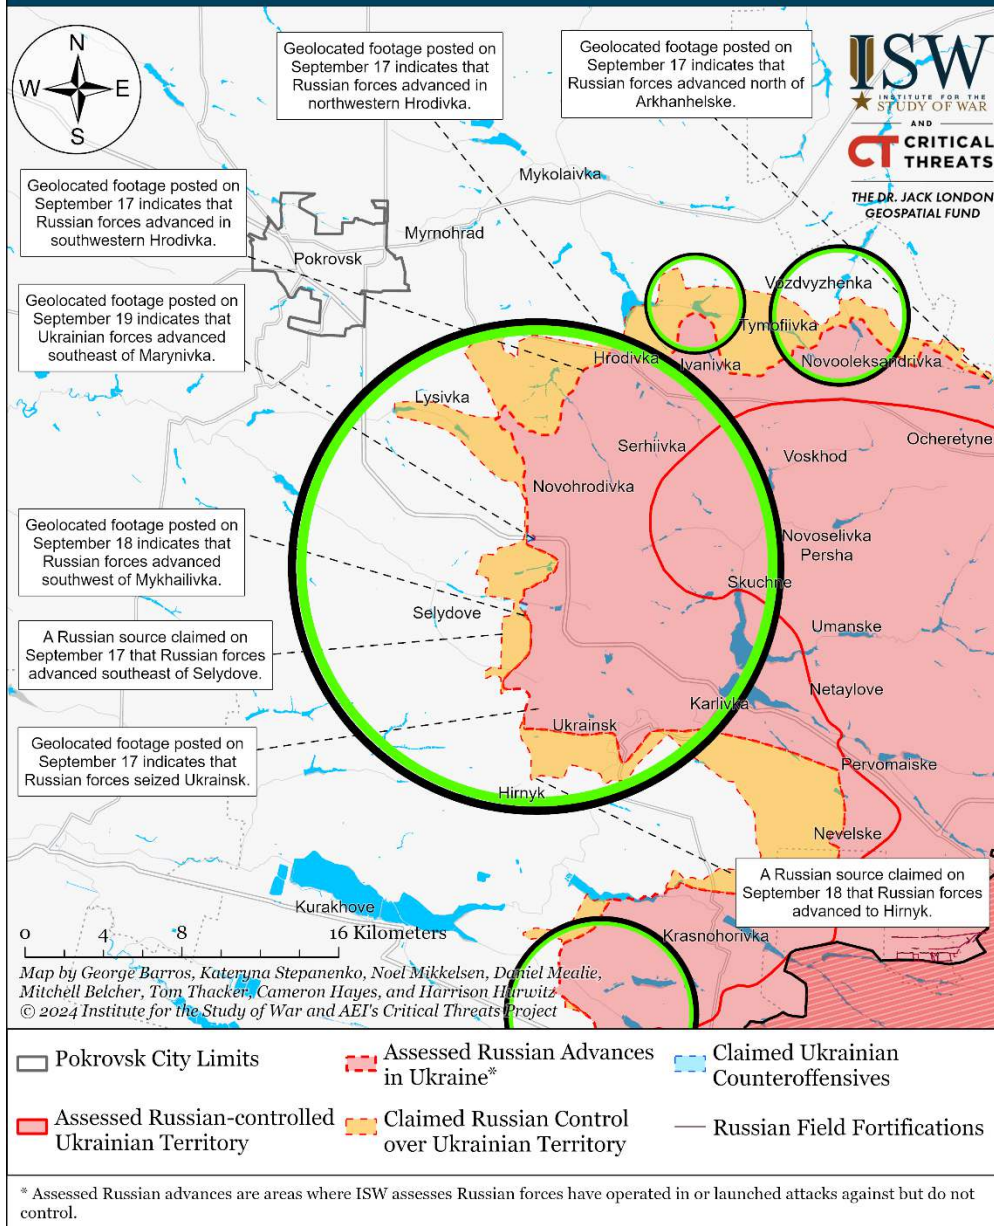 N
W
E
S
Geolocated footage posted on
September 17 indicates that
Russian forces advanced in
northwestern Hrodivka.
Geolocated footage posted on
September 17 indicates that
Russian forces advanced north of
Arkhanhelske.
ISW
INSTITUTE FOR THE
STUDY OF WAR
AND
CT CRITICAL
THREATS
THE DR. JACK LONDON
GEOSPATIAL FUND
Geolocated footage posted on
September 17 indicates that
Russian forces advanced in
southwestern Hrodivka.
Mykolaivka
Myrnohrad
Pokrovsk
Geolocated footage posted on
September 19 indicates that
Ukrainian forces advanced
southeast of Marynivka.
Vozdvyzhenka
Tymofiivka
Hrodivka
Ivanivka
Novooleksandrivka
Lysivka
Ocheretyne
Serhiivka
Voskhod
Novohrodivka
Geolocated footage posted on
September 18 indicates that
Russian forces advanced
southwest of Mykhailivka.
Novoselivka
Persha
Skuchne
Selydove
Umanske
A Russian source claimed on
September 17 that Russian forces
advanced southeast of Selydove.
Netaylove
Karlivka
Ukrainsk
Geolocated footage posted on
September 17 indicates that
Russian forces seized Ukrainsk.
Pervomaiske
Hirnyk
Nevelske
A Russian source claimed on
September 18 that Russian forces
advanced to Hirnyk.
Kurakhove
Krasnohorivka
0 4 8 16 Kilometers
Map by George Barros, Kateryna Stepanenko, Noel Mikkelsen, Daniel Mealie,
Mitchell Belcher, Tom Thacker, Cameron Hayes, and Harrison Hurwitz
© 2024 Institute for the Study of War and AEI's Critical Threats Project
Pokrovsk City Limits
Assessed Russian Advances
in Ukraine*
Claimed Ukrainian
Counteroffensives
Assessed Russian-controlled
Ukrainian Territory
Claimed Russian Control
over Ukrainian Territory
Russian Field Fortifications
* Assessed Russian advances are areas where ISW assesses Russian forces have operated in or launched attacks against but do not
control.